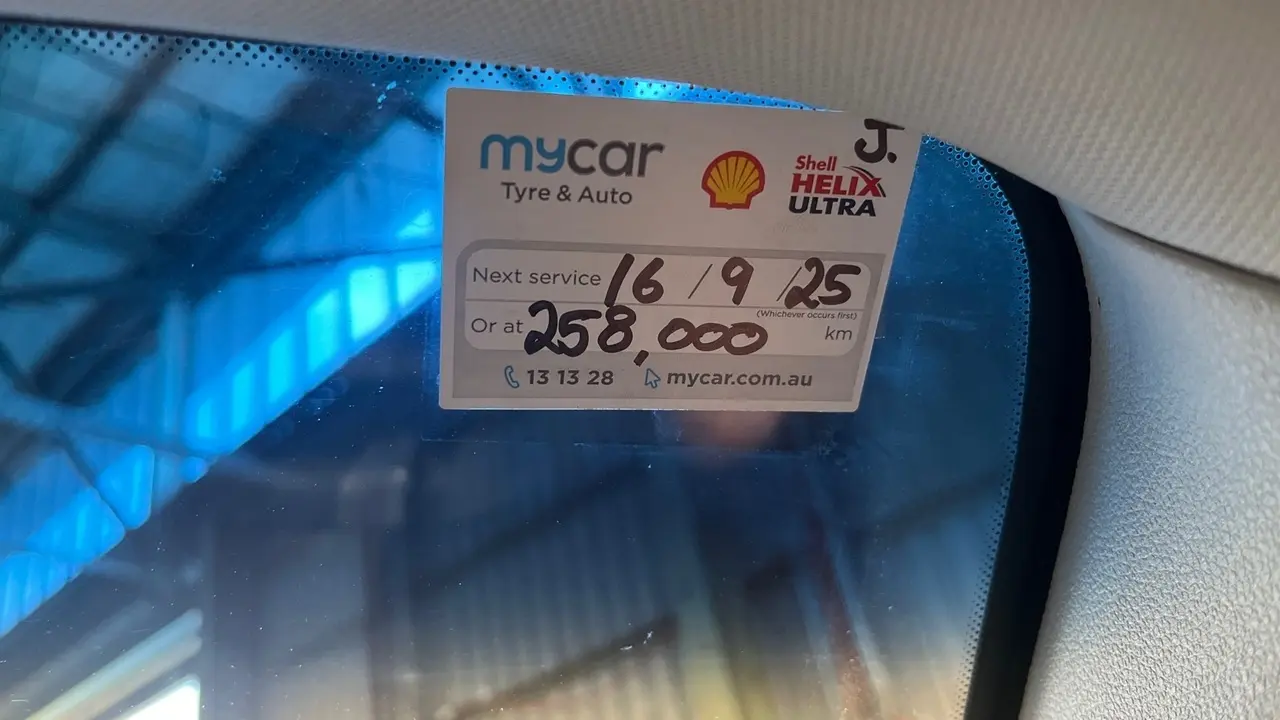 J.
mycar
Tyre & Auto
Shell
HELIX
ULTRA
Next service 16 / 9 / 25
(Whichever occurs first)
Or at 258,000 km
13 13 28 mycar.com.au